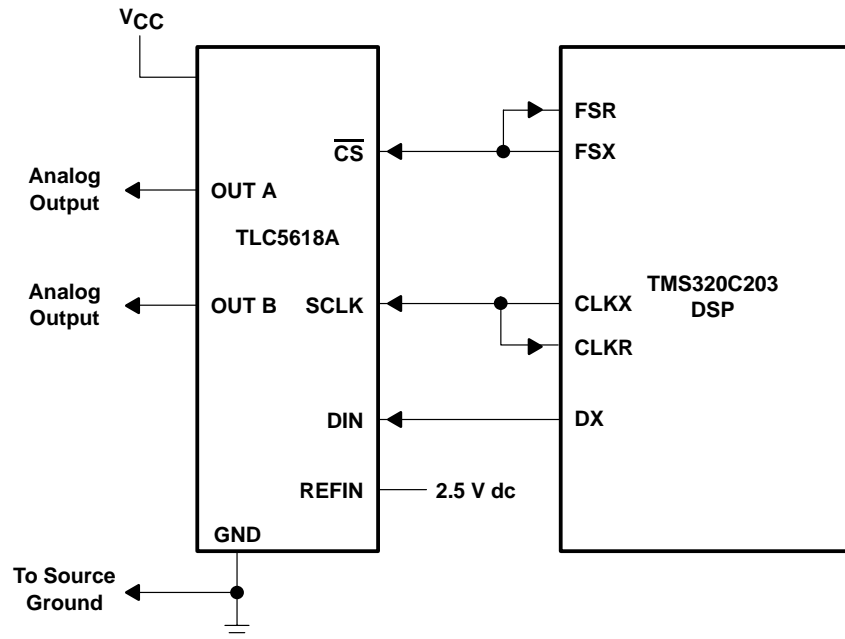 VCC
FSR
CS
FSX
Analog
Output
OUT A
TLC5618A
Analog
Output
OUT B
SCLK
CLKX
TMS320C203
DSP
CLKR
DIN
DX
REFIN
2.5 V dc
GND
To Source
Ground